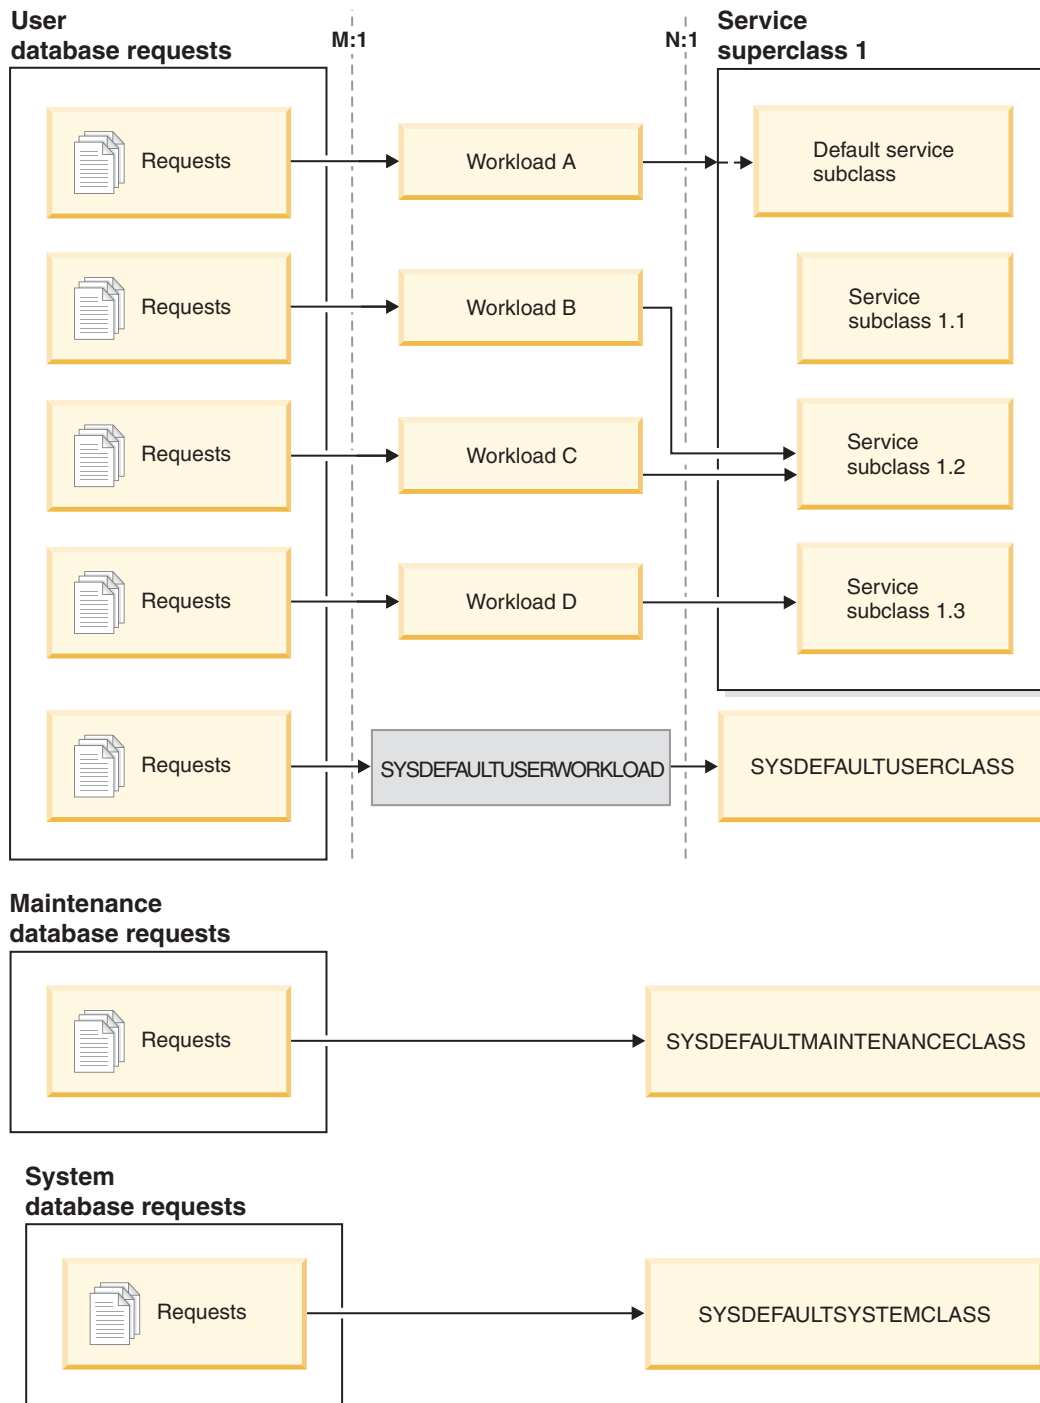 User
database requests
M:1
N:1
Service
superclass 1
Requests
Workload A
Default service
subclass
Requests
Workload B
Service
subclass 1.1
Requests
Workload C
Service
subclass 1.2
Requests
Workload D
Service
subclass 1.3
Requests
SYSDEFAULTUSERWORKLOAD
SYSDEFAULTUSERCLASS
Maintenance
database requests
Requests
SYSDEFAULTMAINTENANCECLASS
System
database requests
Requests
SYSDEFAULTSYSTEMCLASS